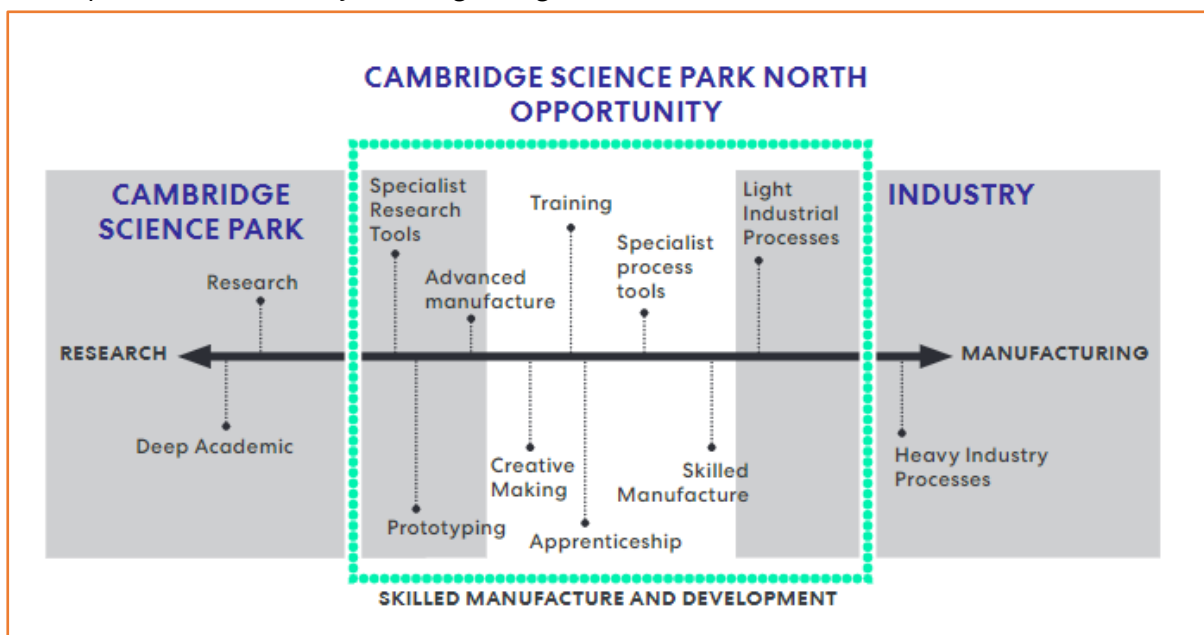 CAMBRIDGE SCIENCE PARK NORTH
OPPORTUNITY
CAMBRIDGE
SCIENCE PARK
INDUSTRY
Specialist
Research
Tools
Training
Light
Industrial
Processes
Specialist
process
tools
Research
Advanced
manufacture
RESEARCH
MANUFACTURING
Deep Academic
Creative
Making
Skilled
Manufacture
Heavy Industry
Processes
Prototyping
Apprenticeship
SKILLED MANUFACTURE AND DEVELOPMENT